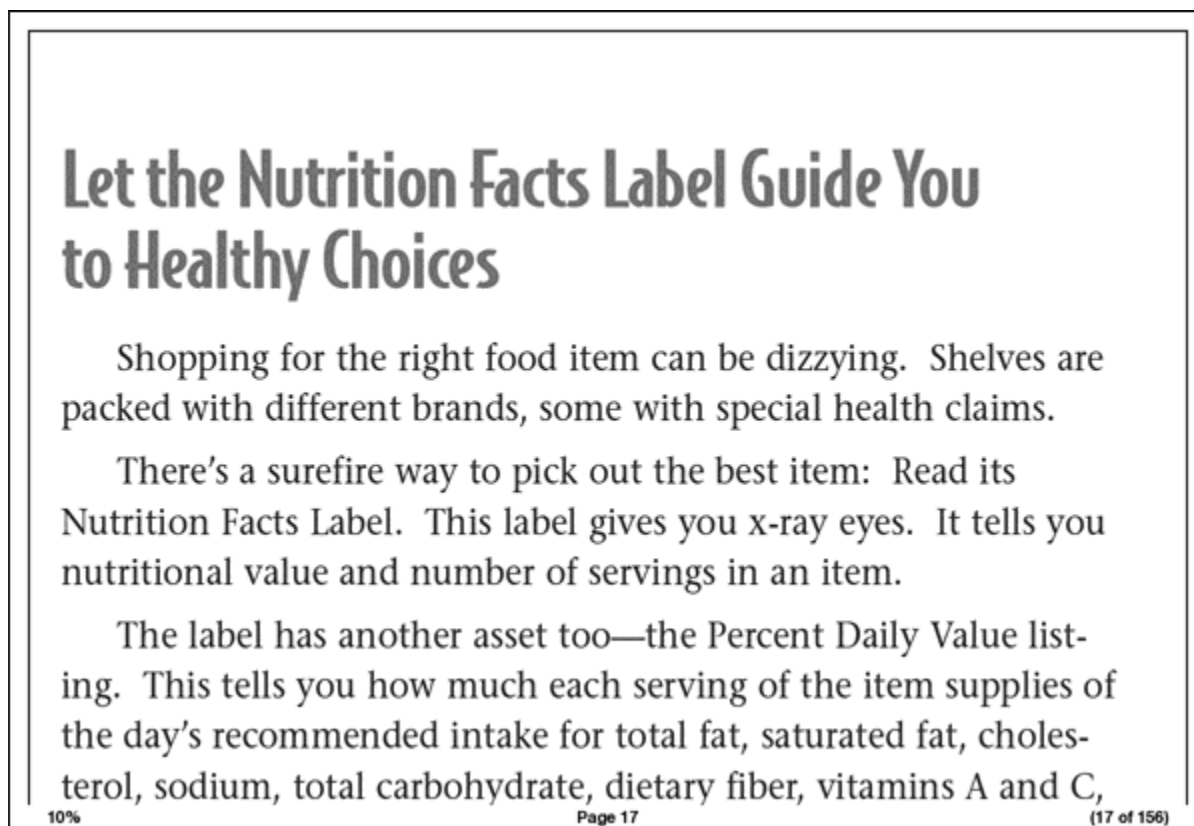 Let the Nutrition Facts Label Guide You
to Healthy Choices
Shopping for the right food item can be dizzying. Shelves are
packed with different brands, some with special health claims.
There’s a surefire way to pick out the best item: Read its
Nutrition Facts Label. This label gives you x-ray eyes. It tells you
nutritional value and number of servings in an item.
The label has another asset too—the Percent Daily Value list-
ing. This tells you how much each serving of the item supplies of
the day’s recommended intake for total fat, saturated fat, choles-
terol, sodium, total carbohydrate, dietary fiber, vitamins A and C,
10% Page 17 (17 of 156)